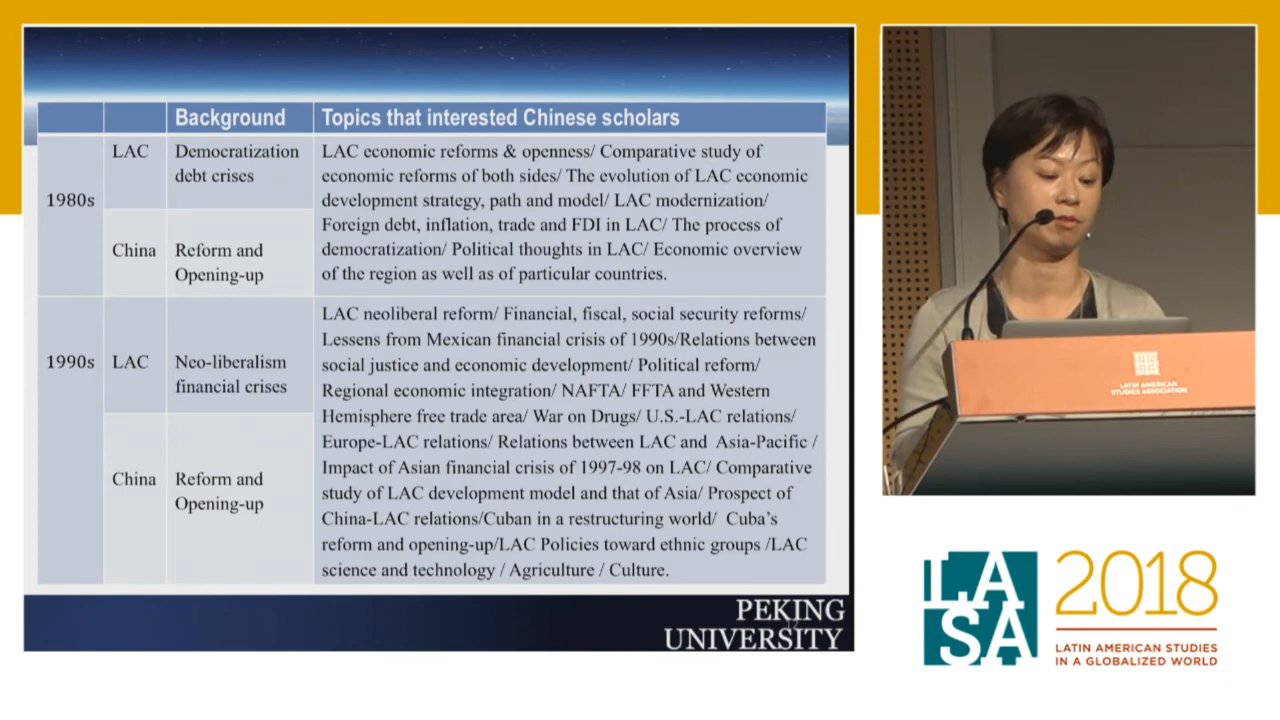 Background
Topics that interested Chinese scholars
1980s
LAC
Democratization
debt crises
China
Reform and
Opening-up
LAC economic reforms & openness/ Comparative study of
economic reforms of both sides/ The evolution of LAC economic
development strategy, path and model/ LAC modernization/
Foreign debt, inflation, trade and FDI in LAC/ The process of
democratization/ Political thoughts in LAC/ Economic overview
of the region as well as of particular countries.
1990s
LAC
Neo-liberalism
financial crises
China
Reform and
Opening-up
LAC neoliberal reform/ Financial, fiscal, social security reforms/
Lessens from Mexican financial crisis of 1990s/Relations between
social justice and economic development/ Political reform/
Regional economic integration/ NAFTA/ FFTA and Western
Hemisphere free trade area/ War on Drugs/ U.S.-LAC relations/
Europe-LAC relations/ Relations between LAC and Asia-Pacific /
Impact of Asian financial crisis of 1997-98 on LAC/ Comparative
study of LAC development model and that of Asia/ Prospect of
China-LAC relations/Cuban in a restructuring world/ Cuba's
reform and opening-up/LAC Policies toward ethnic groups /LAC
science and technology / Agriculture / Culture.
PEKING
UNIVERSITY
LATIN AMERICAN
STUDIES ASSOCIATION
LA
SA
2018
LATIN AMERICAN STUDIES
IN A GLOBALIZED WORLD